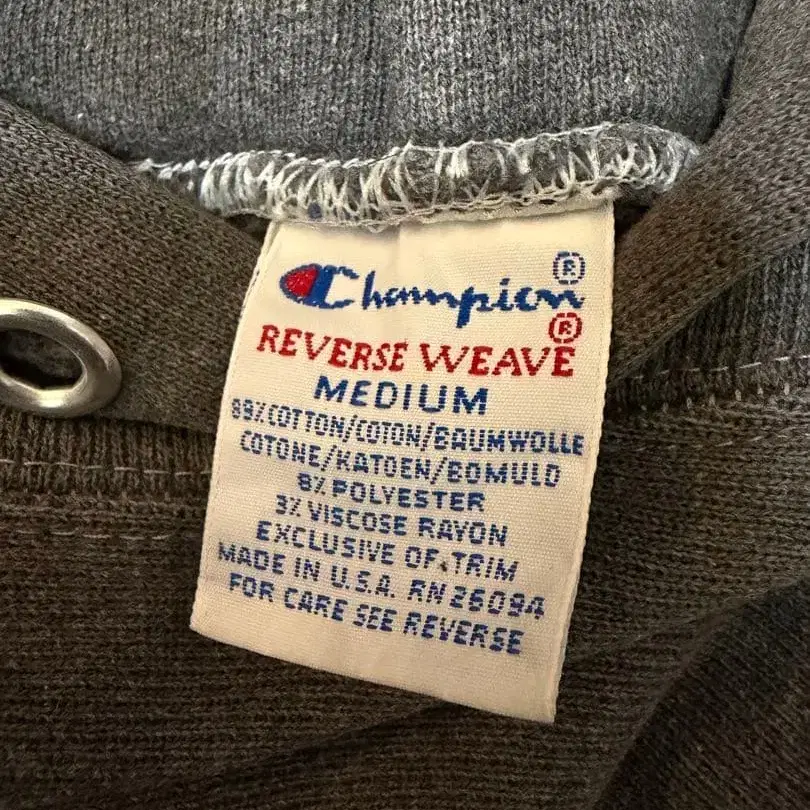 Champion®
REVERSE WEAVE®
MEDIUM
89%COTTON/COTON/BAUMWOLLE
COTONE/KATOEN/BOMULD
8% POLYESTER
3% VISCOSE RAYON
EXCLUSIVE OF TRIM
MADE IN U.S.A. RN 26094
FOR CARE SEE REVERSE